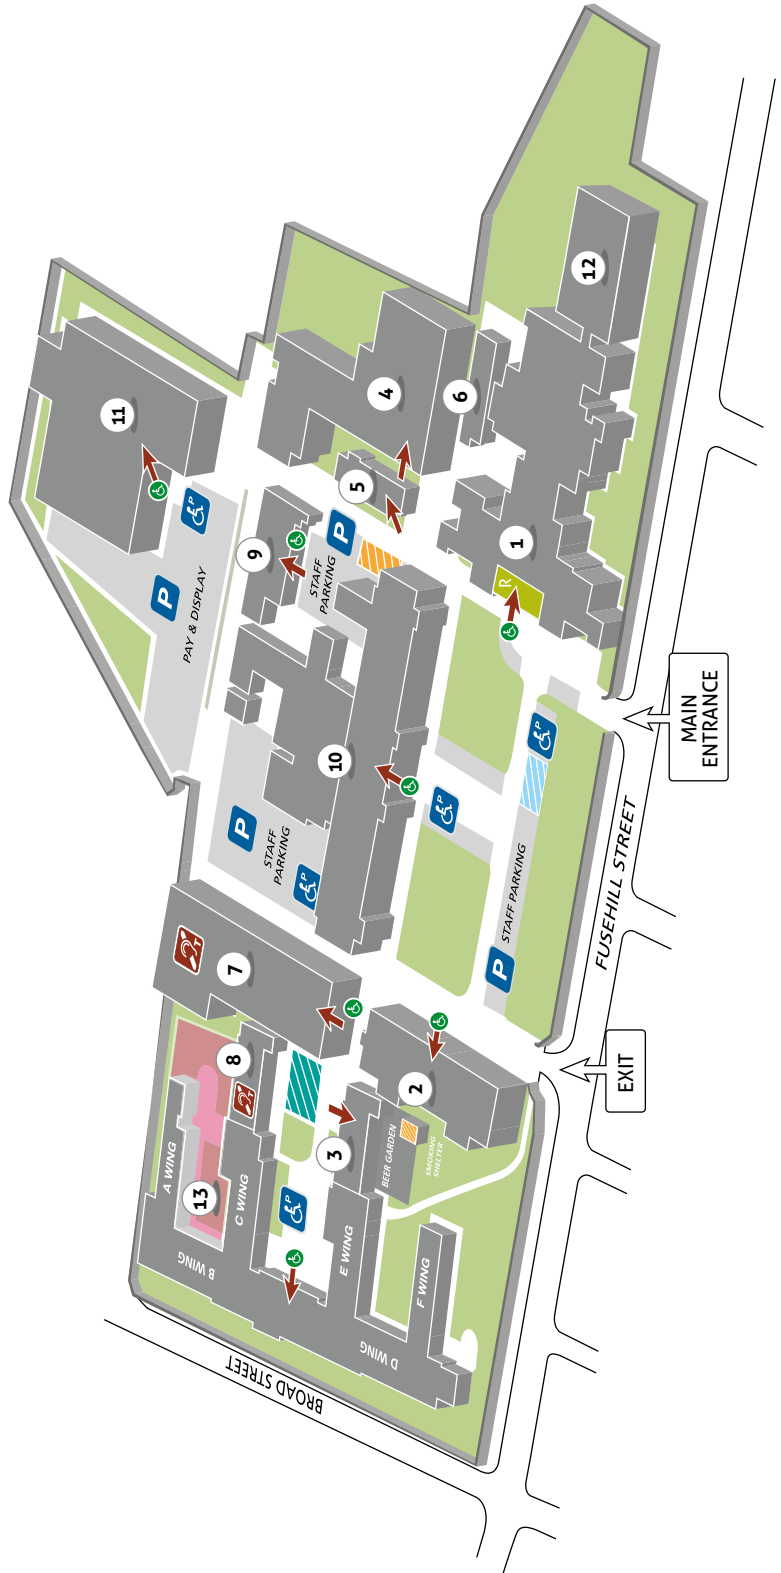 11
P
PAY & DISPLAY
P
A WING
T
7
13
B WING
8
T
C WING
P
STAFF
PARKING
P
10
9
STAFF
PARKING
P
5
4
6
BROAD STREET
P
3
E WING
D WING
F WING
BEER GARDEN
SMOKING
SHELTER
2
P
P
STAFF PARKING
P
R
1
12
EXIT
FUSEHILL STREET
MAIN
ENTRANCE